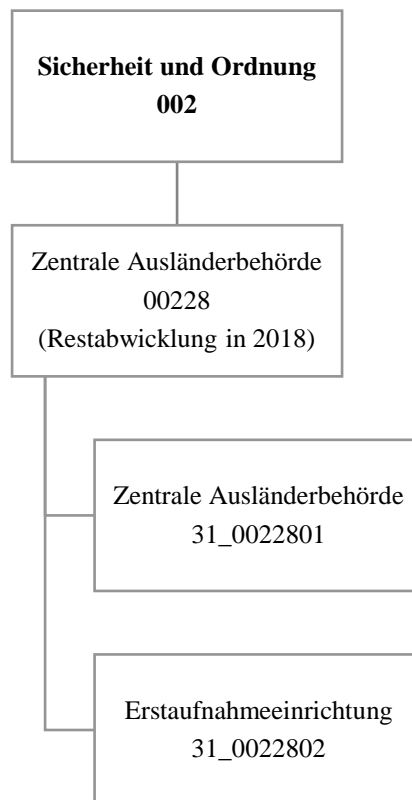 Sicherheit und Ordnung
002
Zentrale Ausländerbehörde
00228
(Restabwicklung in 2018)
Zentrale Ausländerbehörde
31_0022801
Erstaufnahmeeinrichtung
31_0022802